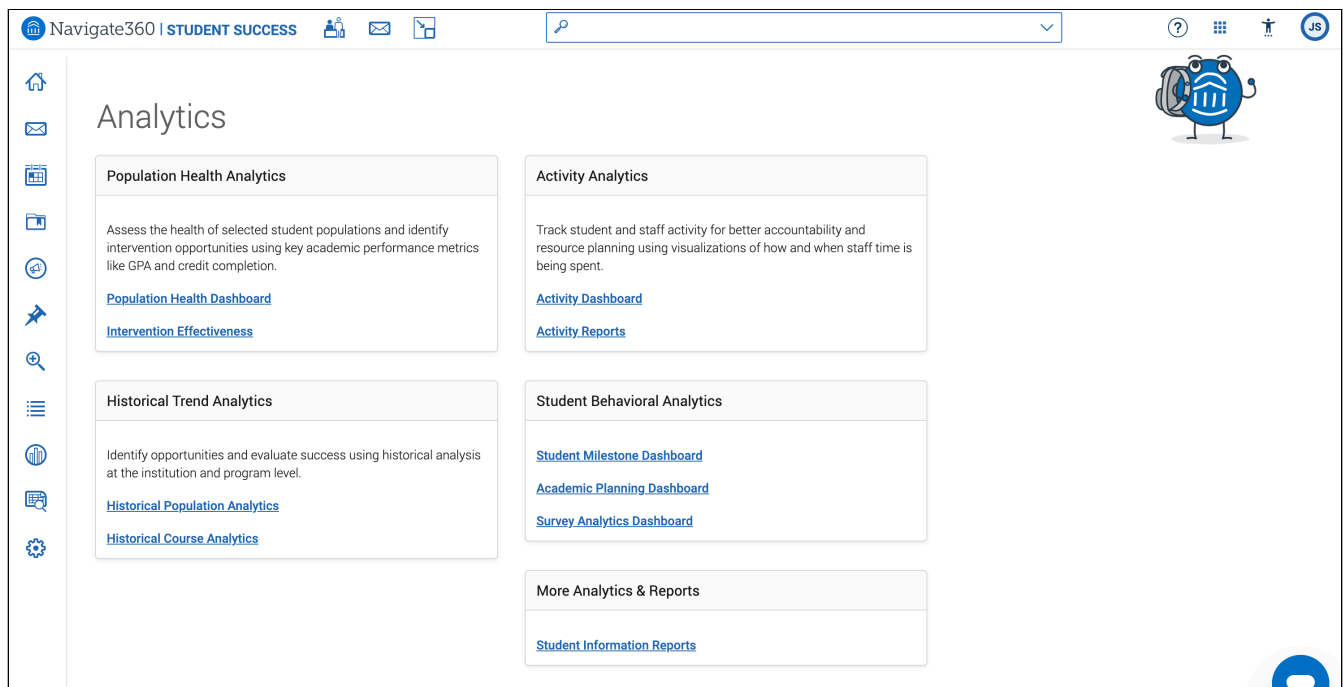 Navigate360 | STUDENT SUCCESS
JS
Analytics
Population Health Analytics
Assess the health of selected student populations and identify
intervention opportunities using key academic performance metrics
like GPA and credit completion.
Population Health Dashboard
Intervention Effectiveness
Activity Analytics
Track student and staff activity for better accountability and
resource planning using visualizations of how and when staff time is
being spent.
Activity Dashboard
Activity Reports
Historical Trend Analytics
Identify opportunities and evaluate success using historical analysis
at the institution and program level.
Historical Population Analytics
Historical Course Analytics
Student Behavioral Analytics
Student Milestone Dashboard
Academic Planning Dashboard
Survey Analytics Dashboard
More Analytics & Reports
Student Information Reports